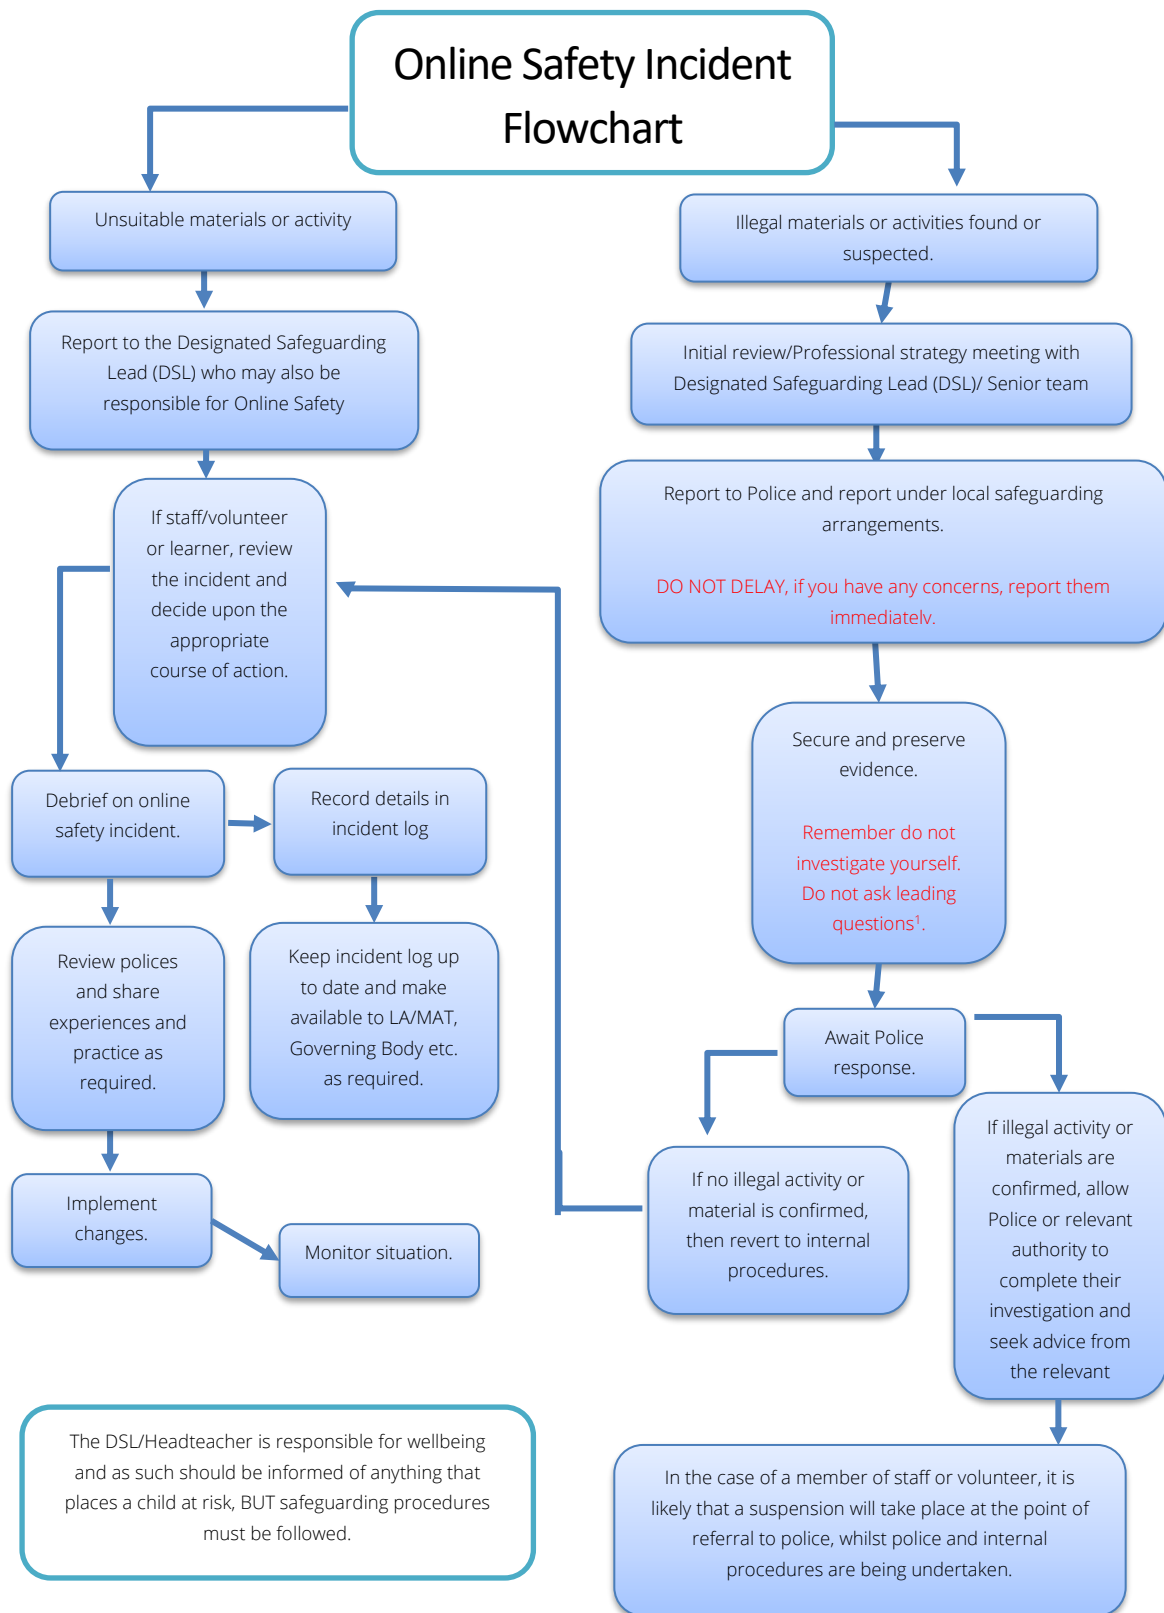 Online Safety Incident
Flowchart
Unsuitable materials or activity
Report to the Designated Safeguarding
Lead (DSL) who may also be
responsible for Online Safety
If staff/volunteer
or learner, review
the incident and
decide upon the
appropriate
course of action.
Debrief on online
safety incident.
Record details in
incident log
Review polices
and share
experiences and
practice as
required.
Keep incident log up
to date and make
available to LA/MAT,
Governing Body etc.
as required.
Implement
changes.
Monitor situation.
Illegal materials or activities found or
suspected.
Initial review/Professional strategy meeting with
Designated Safeguarding Lead (DSL)/ Senior team
Report to Police and report under local safeguarding
arrangements.
DO NOT DELAY, if you have any concerns, report them
immediately.
Secure and preserve
evidence.
Remember do not
investigate yourself.
Do not ask leading
questions¹.
Await Police
response.
If no illegal activity or
material is confirmed,
then revert to internal
procedures.
If illegal activity or
materials are
confirmed, allow
Police or relevant
authority to
complete their
investigation and
seek advice from
the relevant
In the case of a member of staff or volunteer, it is
likely that a suspension will take place at the point of
referral to police, whilst police and internal
procedures are being undertaken.
The DSL/Headteacher is responsible for wellbeing
and as such should be informed of anything that
places a child at risk, BUT safeguarding procedures
must be followed.